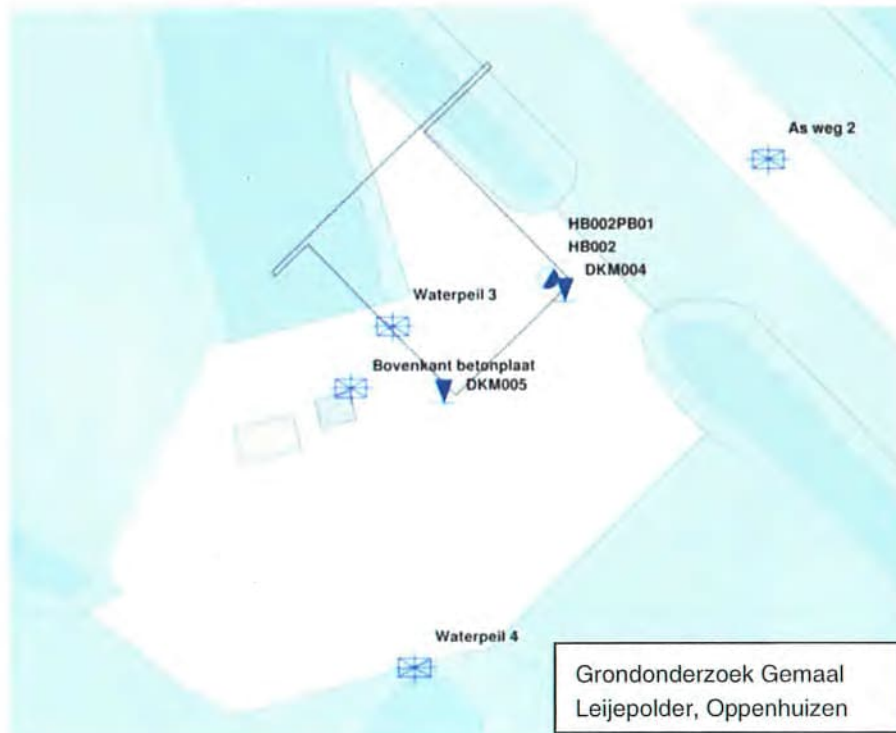 As weg 2
HB002PB01
HB002
DKM004
Waterpeil 3
Bovenkant betonplaat
DKM005
Waterpeil 4
Grondonderzoek Gemaal
Leijepolder, Oppenhuizen